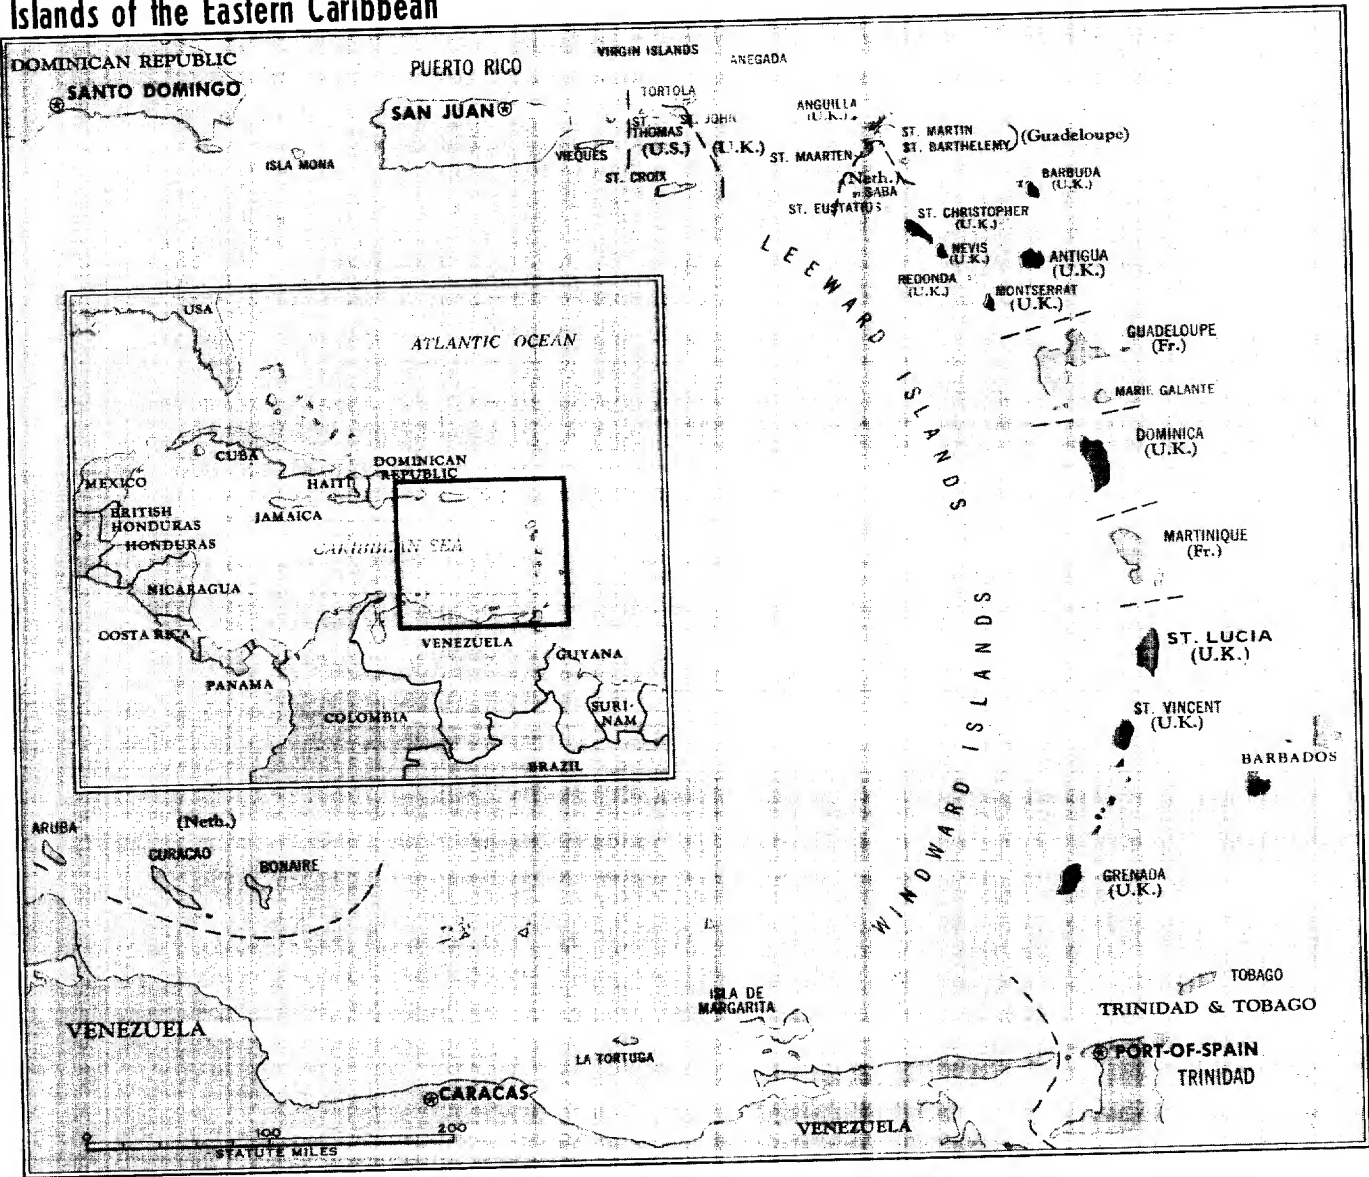 Islands of the Eastern Caribbean
DOMINICAN REPUBLIC
SANTO DOMINGO
ISLA MONA
PUERTO RICO
SAN JUAN
VIEQUES
VIRGIN ISLANDS
ANEGADA
TORTOLA
ST. THOMAS
(U.S.)
ST. JOHN
(U.K.)
ST. CROIX
ANGUILLA
(U.K.)
ST. MARTIN
ST. BARTHELEMY
(Guadeloupe)
ST. MAARTEN
(Neth.)
SABA
ST. EUSTATIUS
BARBUDA
(U.K.)
ST. CHRISTOPHER
(U.K.)
NEVIS
(U.K.)
ANTIGUA
(U.K.)
REDONDA
(U.K.)
MONTSERRAT
(U.K.)
LEEWARD ISLANDS
GUADELOUPE
(Fr.)
MARIE GALANTE
DOMINICA
(U.K.)
MARTINIQUE
(Fr.)
ST. LUCIA
(U.K.)
ST. VINCENT
(U.K.)
BARBADOS
WINDWARD ISLANDS
GRENADA
(U.K.)
USA
ATLANTIC OCEAN
CUBA
MEXICO
HAITI
DOMINICAN
REPUBLIC
JAMAICA
BRITISH
HONDURAS
HONDURAS
CARIBBEAN SEA
NICARAGUA
COSTA RICA
PANAMA
VENEZUELA
GUYANA
COLOMBIA
SURI-
NAM
BRAZIL
ARUBA
(Neth.)
CURACAO
BONAIRE
TOBAGO
TRINIDAD & TOBAGO
ISLA DE
MARGARITA
VENEZUELA
LA TORTUGA
PORT-OF-SPAIN
TRINIDAD
CARACAS
VENEZUELA
0 100 200
STATUTE MILES